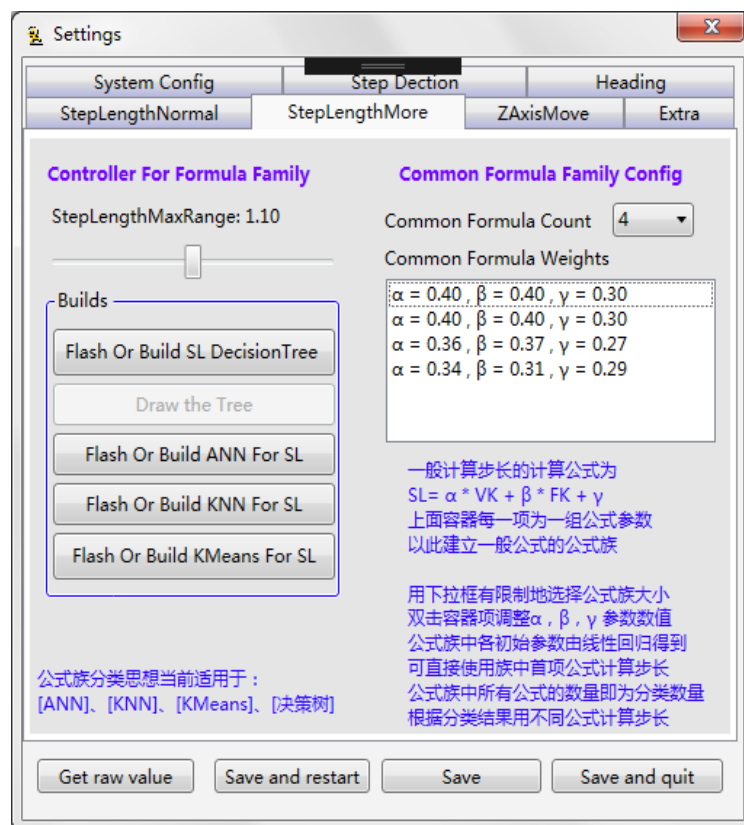 Settings
System Config
Step Dection
Heading
StepLengthNormal
StepLengthMore
ZAxisMove
Extra
Controller For Formula Family
StepLengthMaxRange: 1.10
Builds
Flash Or Build SL DecisionTree
Draw the Tree
Flash Or Build ANN For SL
Flash Or Build KNN For SL
Flash Or Build KMeans For SL
公式族分类思想当前适用于：
[ANN]、[KNN]、[KMeans]、[决策树]
Common Formula Family Config
Common Formula Count 4
Common Formula Weights
α = 0.40 , β = 0.40 , γ = 0.30
α = 0.40 , β = 0.40 , γ = 0.30
α = 0.36 , β = 0.37 , γ = 0.27
α = 0.34 , β = 0.31 , γ = 0.29
一般计算步长的计算公式为
SL= α * VK + β * FK + γ
上面容器每一项为一组公式参数
以此建立一般公式的公式族
用下拉框有限制地选择公式族大小
双击容器项调整α , β , γ 参数数值
公式族中各初始参数由线性回归得到
可直接使用族中首项公式计算步长
公式族中所有公式的数量即为分类数量
根据分类结果用不同公式计算步长
Get raw value
Save and restart
Save
Save and quit